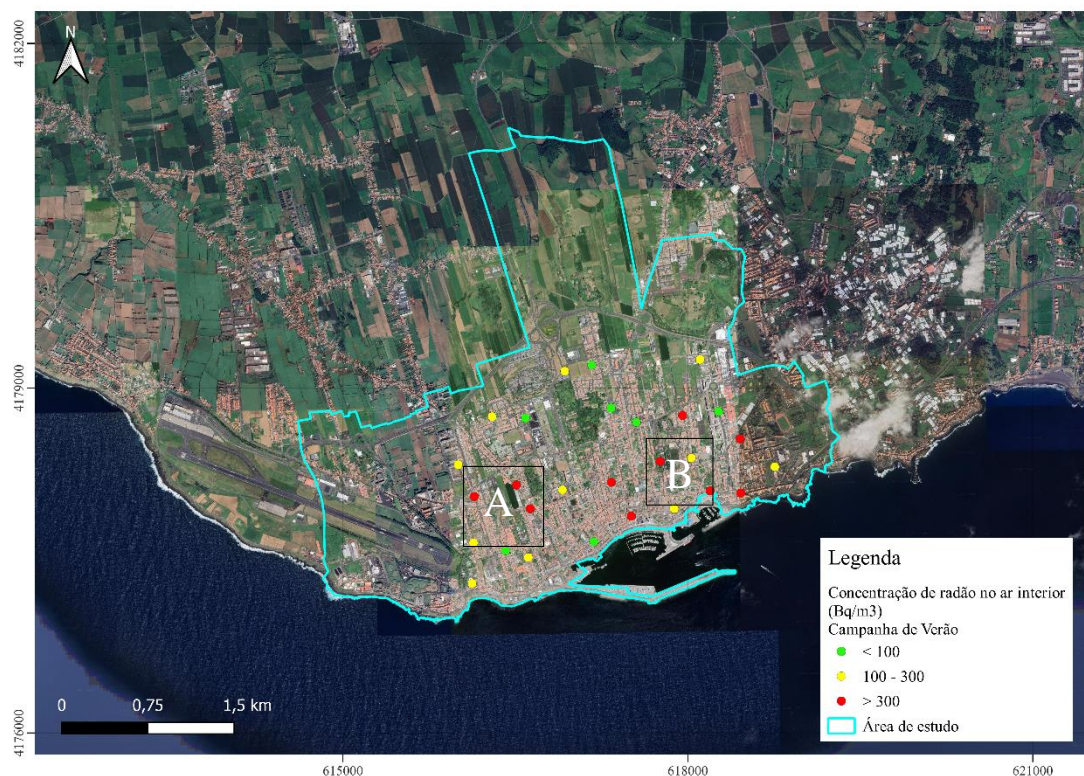 N
4182000
4179000
4176000
A
B
0
0,75
1,5 km
Legenda
Concentração de radão no ar interior
(Bq/m3)
Campanha de Verão
< 100
100 - 300
> 300
Área de estudo
615000
618000
621000